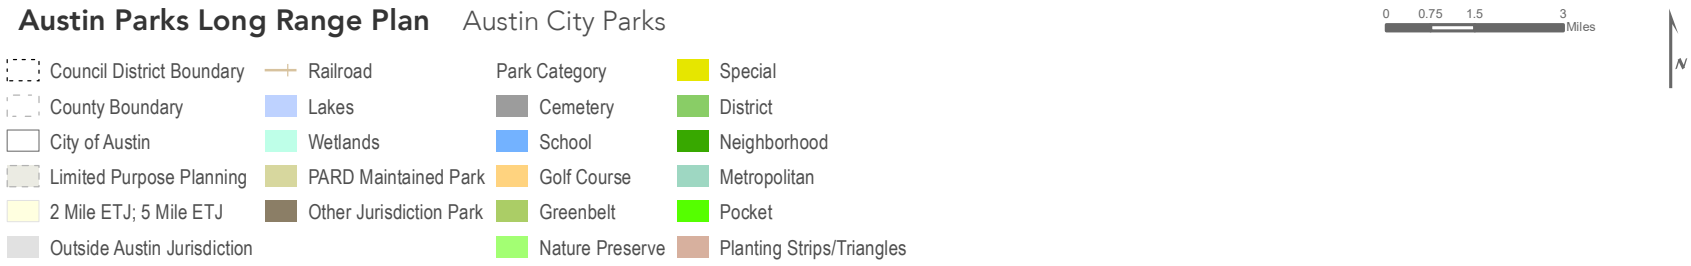 Austin Parks Long Range Plan Austin City Parks
0 0.75 1.5 3
Miles
N
Council District Boundary
County Boundary
City of Austin
Limited Purpose Planning
2 Mile ETJ; 5 Mile ETJ
Outside Austin Jurisdiction
Railroad
Lakes
Wetlands
PARD Maintained Park
Other Jurisdiction Park
Park Category
Cemetery
School
Golf Course
Greenbelt
Nature Preserve
Special
District
Neighborhood
Metropolitan
Pocket
Planting Strips/Triangles